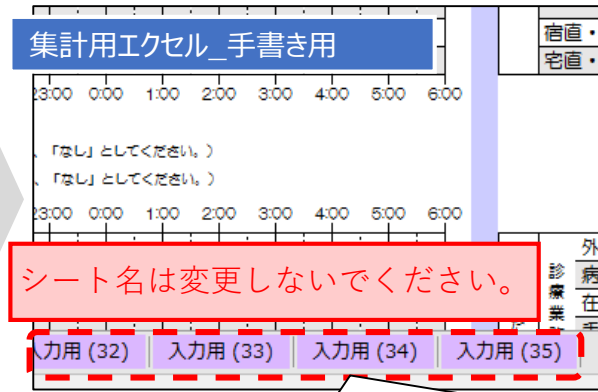 集計用エクセル_手書き用
宿直・
宅直・
23:00 0:00 1:00 2:00 3:00 4:00 5:00 6:00
、「なし」としてください。）
、「なし」としてください。）
23:00 0:00 1:00 2:00 3:00 4:00 5:00 6:00
シート名は変更しないでください。
診療業
外
病
在
入力用 (32) 入力用 (33) 入力用 (34) 入力用 (35)